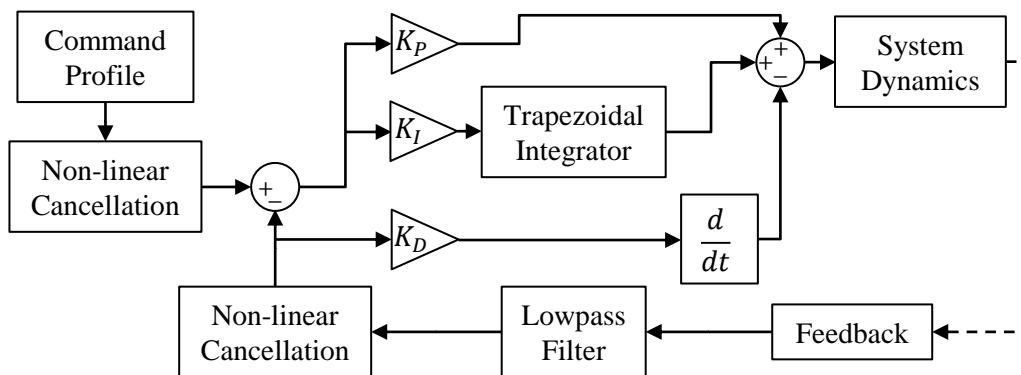 Command
Profile
Non-linear
Cancellation
+
−
K_P
K_I
Trapezoidal
Integrator
+
+
−
System
Dynamics
K_D
d
dt
Non-linear
Cancellation
Lowpass
Filter
Feedback